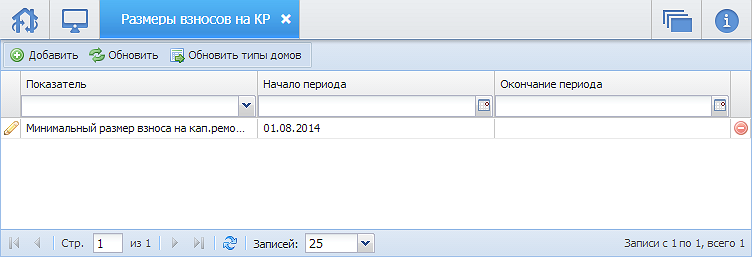 Размеры взносов на КР
Добавить Обновить Обновить типы домов
Показатель Начало периода Окончание периода
Минимальный размер взноса на кап.ремо... 01.08.2014
Стр. 1 из 1 Записей: 25 Записи с 1 по 1, всего 1